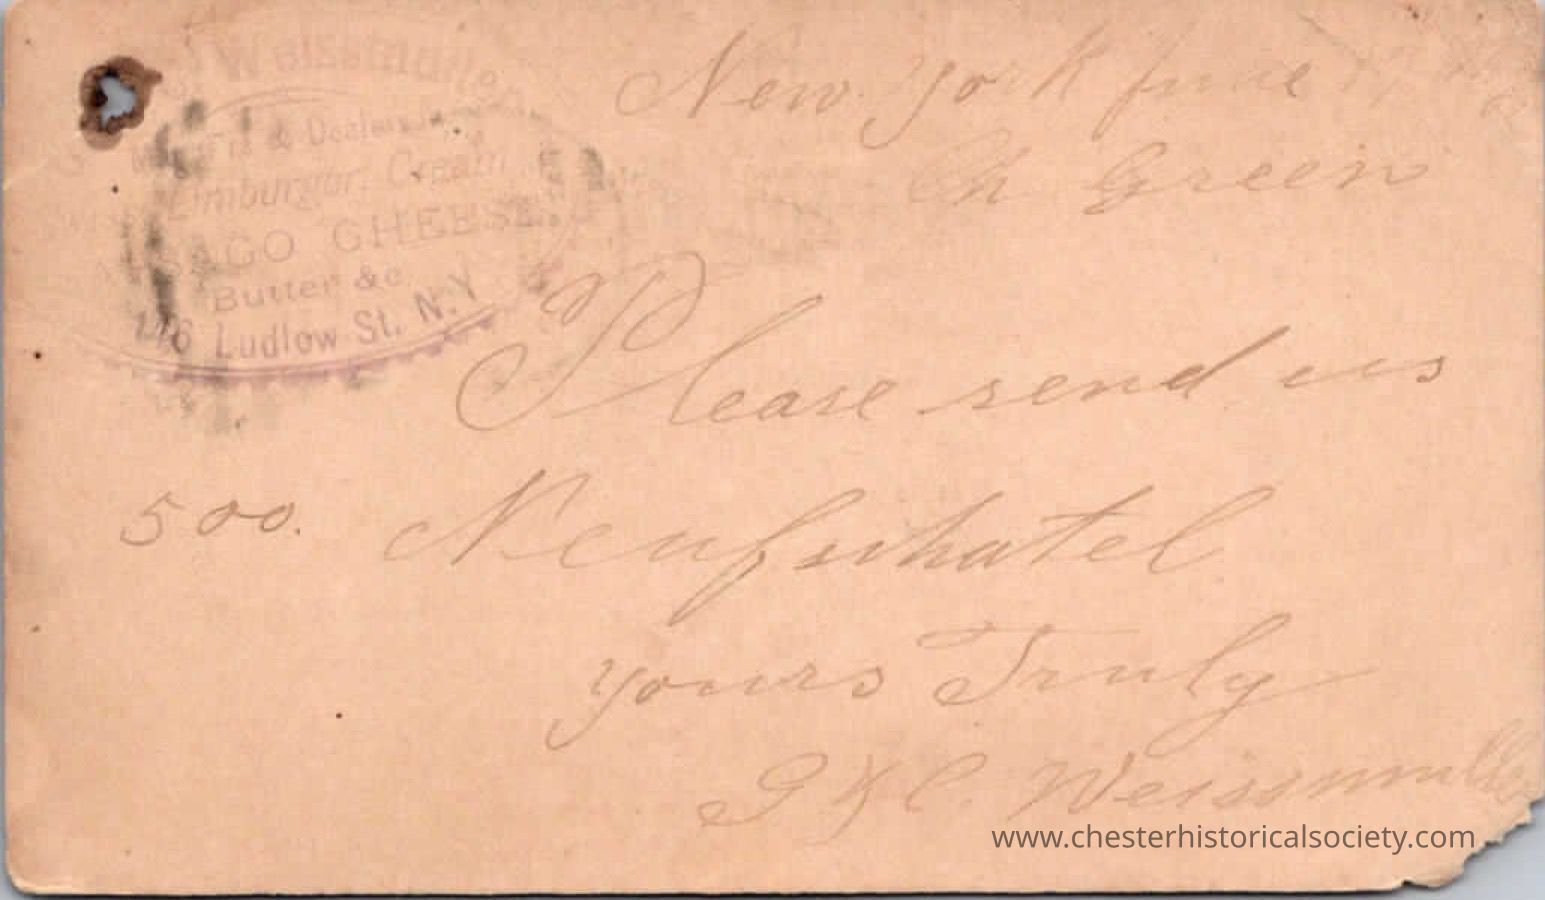 Weissmuller
& Dealers
Limburger, Cream
SAGO CHEESE,
Butter &c
Ludlow St. N.Y
New York June
Ch Green
Please send us
500. Neufchatel
yours Truly
J & C. Weissmuller
www.chesterhistoricalsociety.com